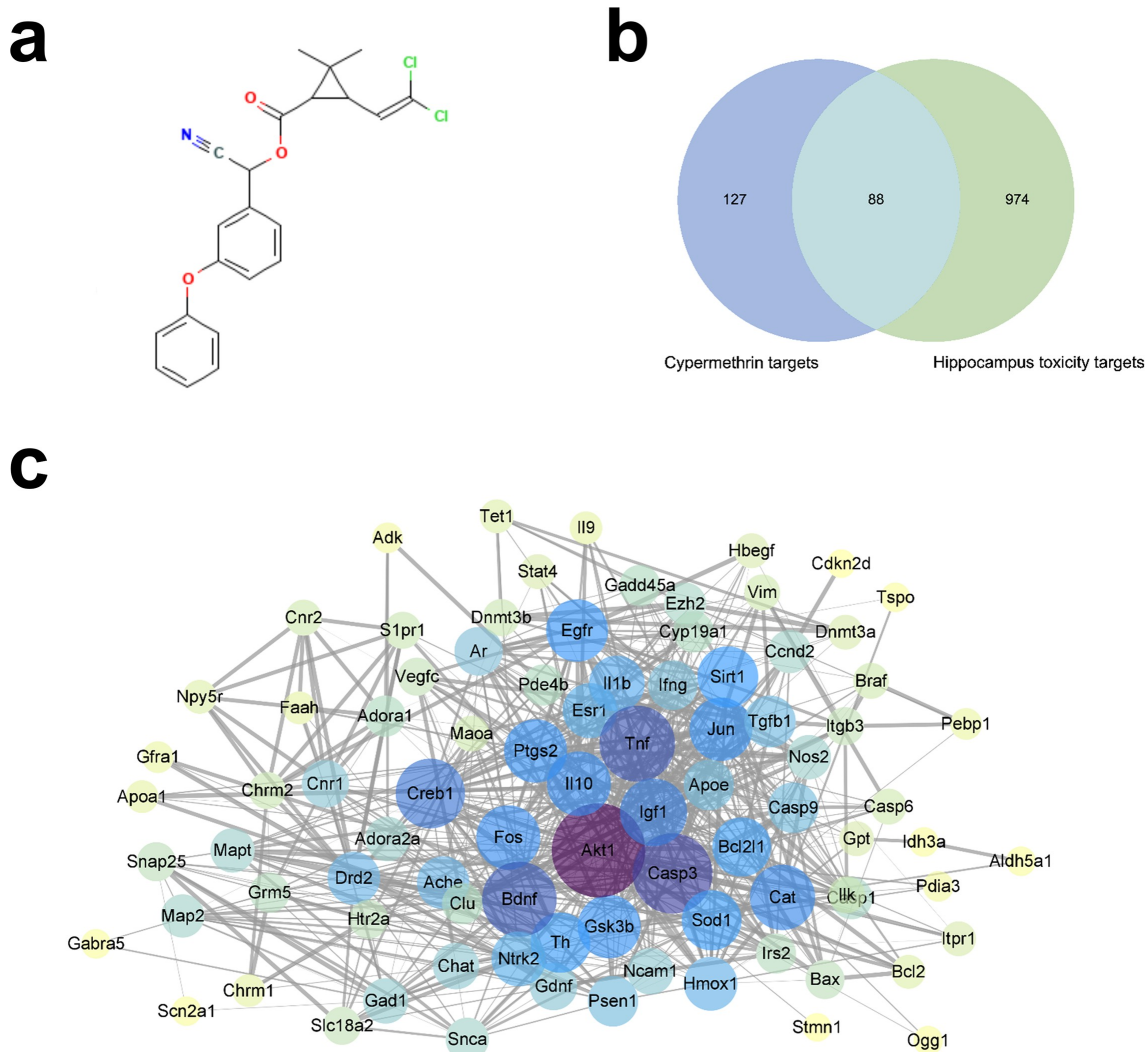 a
b
Cl
O
Cl
N
C
O
O
127
88
974
Cypermethrin targets
Hippocampus toxicity targets
c
Tet1
Il9
Adk
Hbegf
Cdkn2d
Stat4
Gadd45a
Vim
Tspo
Ezh2
Cnr2
Dnmt3b
S1pr1
Egfr
Cyp19a1
Dnmt3a
Ar
Ccnd2
Vegfc
Pde4b
Il1b
Ifng
Sirt1
Braf
Npy5r
Faah
Adora1
Esr1
Tgfb1
Itgb3
Pebp1
Maoa
Jun
Tnf
Ptgs2
Gfra1
Nos2
Apoa1
Chrm2
Cnr1
Creb1
Il10
Apoe
Casp9
Casp6
Igf1
Adora2a
Fos
Gpt
Idh3a
Mapt
Akt1
Bcl2l1
Aldh5a1
Snap25
Casp3
Drd2
Ache
Pdia3
Grm5
Bdnf
Clu
Cat
Ilk
Casp1
Map2
Htr2a
Gsk3b
Sod1
Gabra5
Th
Itpr1
Ntrk2
Irs2
Chat
Ncam1
Bcl2
Chrm1
Gdnf
Hmox1
Bax
Scn2a1
Gad1
Psen1
Slc18a2
Stmn1
Snca
Ogg1